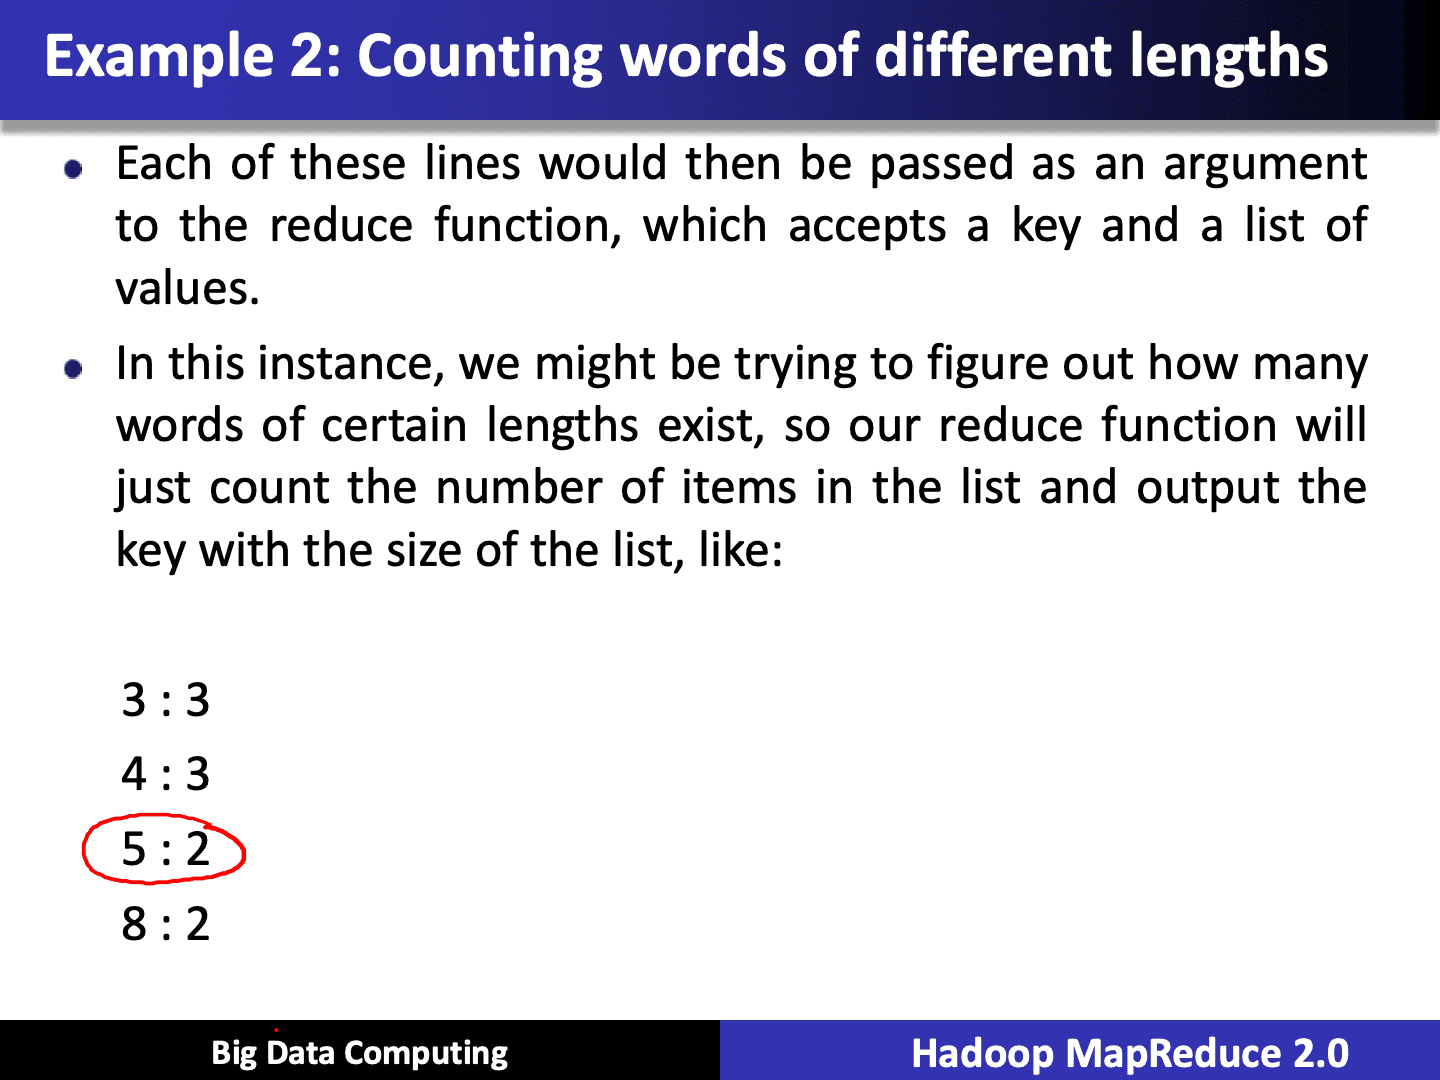 Example 2: Counting words of different lengths
Each of these lines would then be passed as an argument
to the reduce function, which accepts a key and a list of
values.
In this instance, we might be trying to figure out how many
words of certain lengths exist, so our reduce function will
just count the number of items in the list and output the
key with the size of the list, like:
3 : 3
4 : 3
5 : 2
8 : 2
Big Data Computing
Hadoop MapReduce 2.0